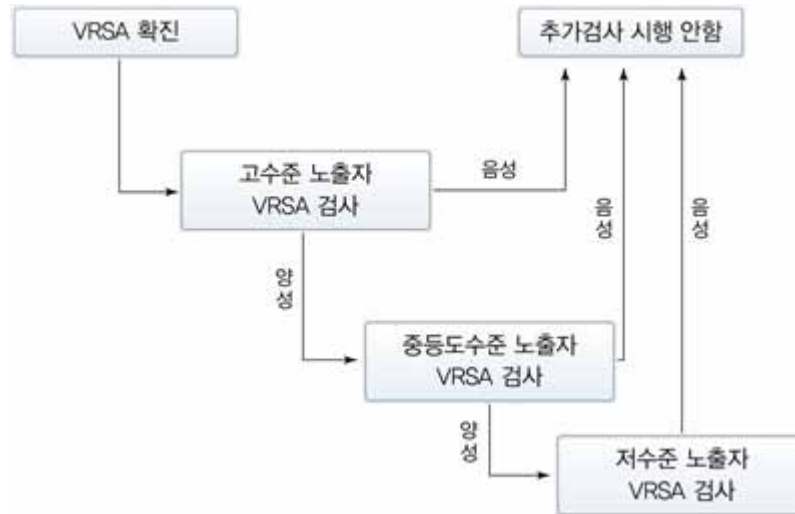 VRSA 확진
추가검사 시행 안함
고수준 노출자
VRSA 검사
음성
양성
중등도수준 노출자
VRSA 검사
음성
음성
양성
저수준 노출자
VRSA 검사